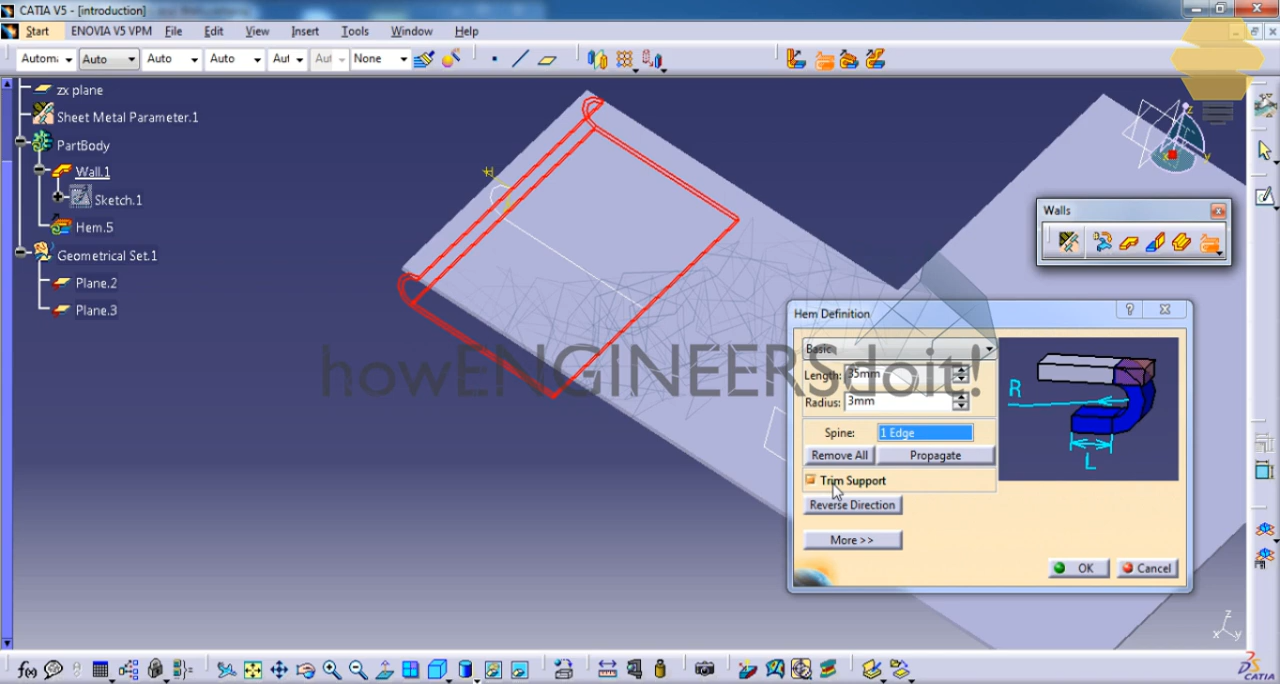 CATIA V5 - [introduction]
Start ENOVIA V5 VPM File Edit View Insert Tools Window Help
Autom: Auto Auto Auto Aut Aut None
zx plane
Sheet Metal Parameter.1
PartBody
Wall.1
Sketch.1
Hem.5
Geometrical Set.1
Plane.2
Plane.3
H
z
y
x
Walls
Hem Definition
Basic
Length: 35mm
Radius: 3mm
Spine: 1 Edge
Remove All Propagate
Trim Support
Reverse Direction
More >>
OK Cancel
R
L
howENGINEERSdoit!
z
x y
f(x)
CATIA